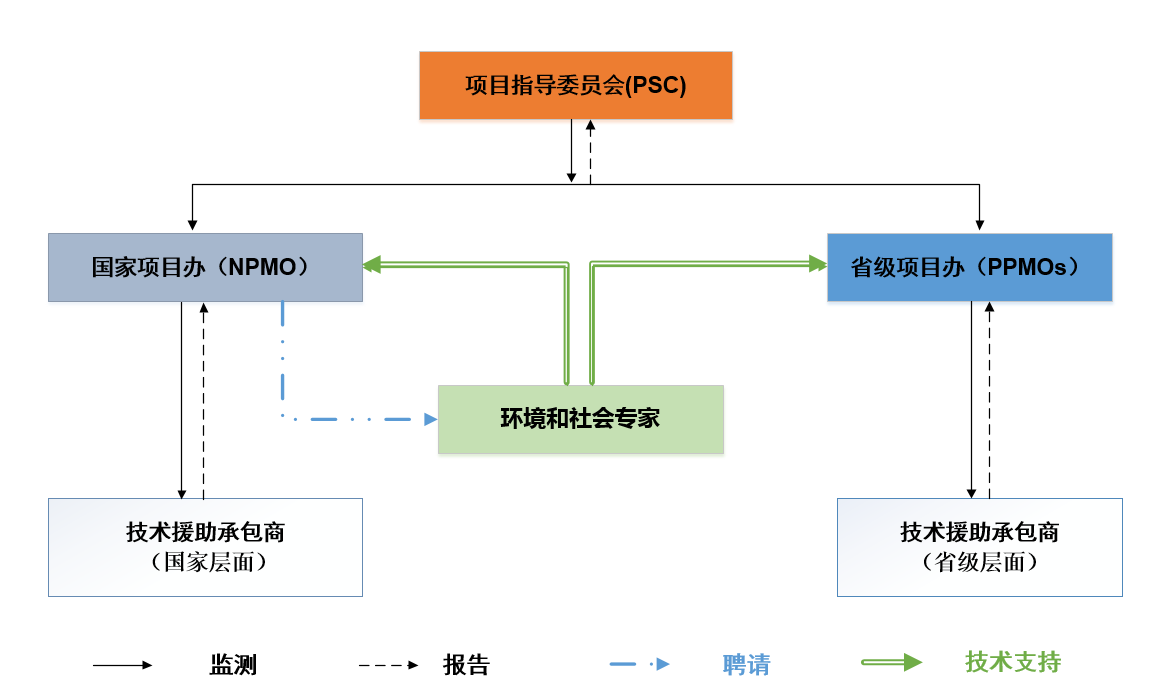 项目指导委员会(PSC)
国家项目办（NPMO）
省级项目办（PPMOs）
环境和社会专家
技术援助承包商
（国家层面）
技术援助承包商
（省级层面）
监测
报告
聘请
技术支持